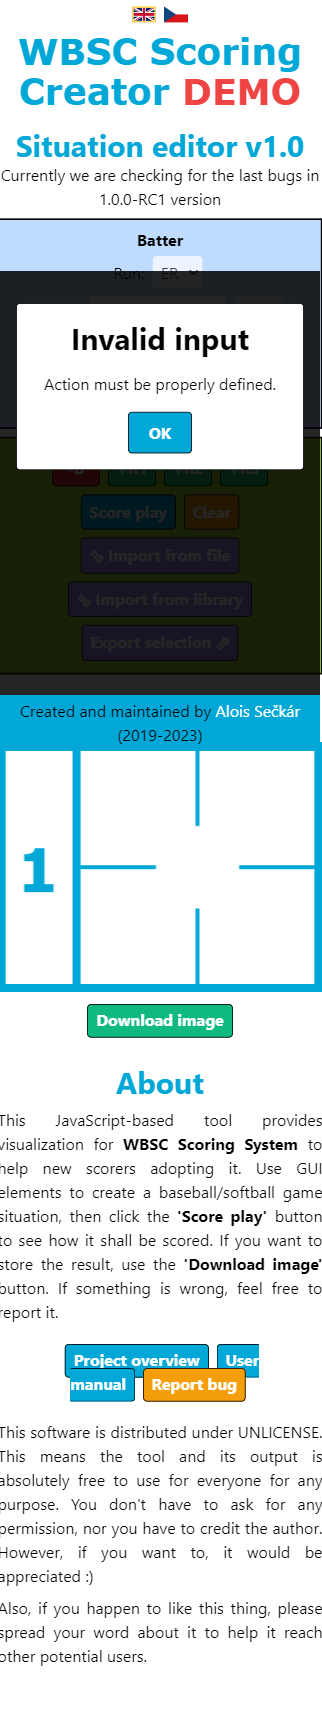 WBSC Scoring
Creator DEMO
Situation editor v1.0
Currently we are checking for the last bugs in
1.0.0-RC1 version
Batter
Run: ER
Invalid input
Action must be properly defined.
OK
Score play Clear
Import from file
Import from library
Export selection
Created and maintained by Alois Sečkár
(2019-2023)
1
Download image
About
This JavaScript-based tool provides
visualization for WBSC Scoring System to
help new scorers adopting it. Use GUI
elements to create a baseball/softball game
situation, then click the 'Score play' button
to see how it shall be scored. If you want to
store the result, use the 'Download image'
button. If something is wrong, feel free to
report it.
Project overview User
manual Report bug
This software is distributed under UNLICENSE.
This means the tool and its output is
absolutely free to use for everyone for any
purpose. You don't have to ask for any
permission, nor you have to credit the author.
However, if you want to, it would be
appreciated :)
Also, if you happen to like this thing, please
spread your word about it to help it reach
other potential users.